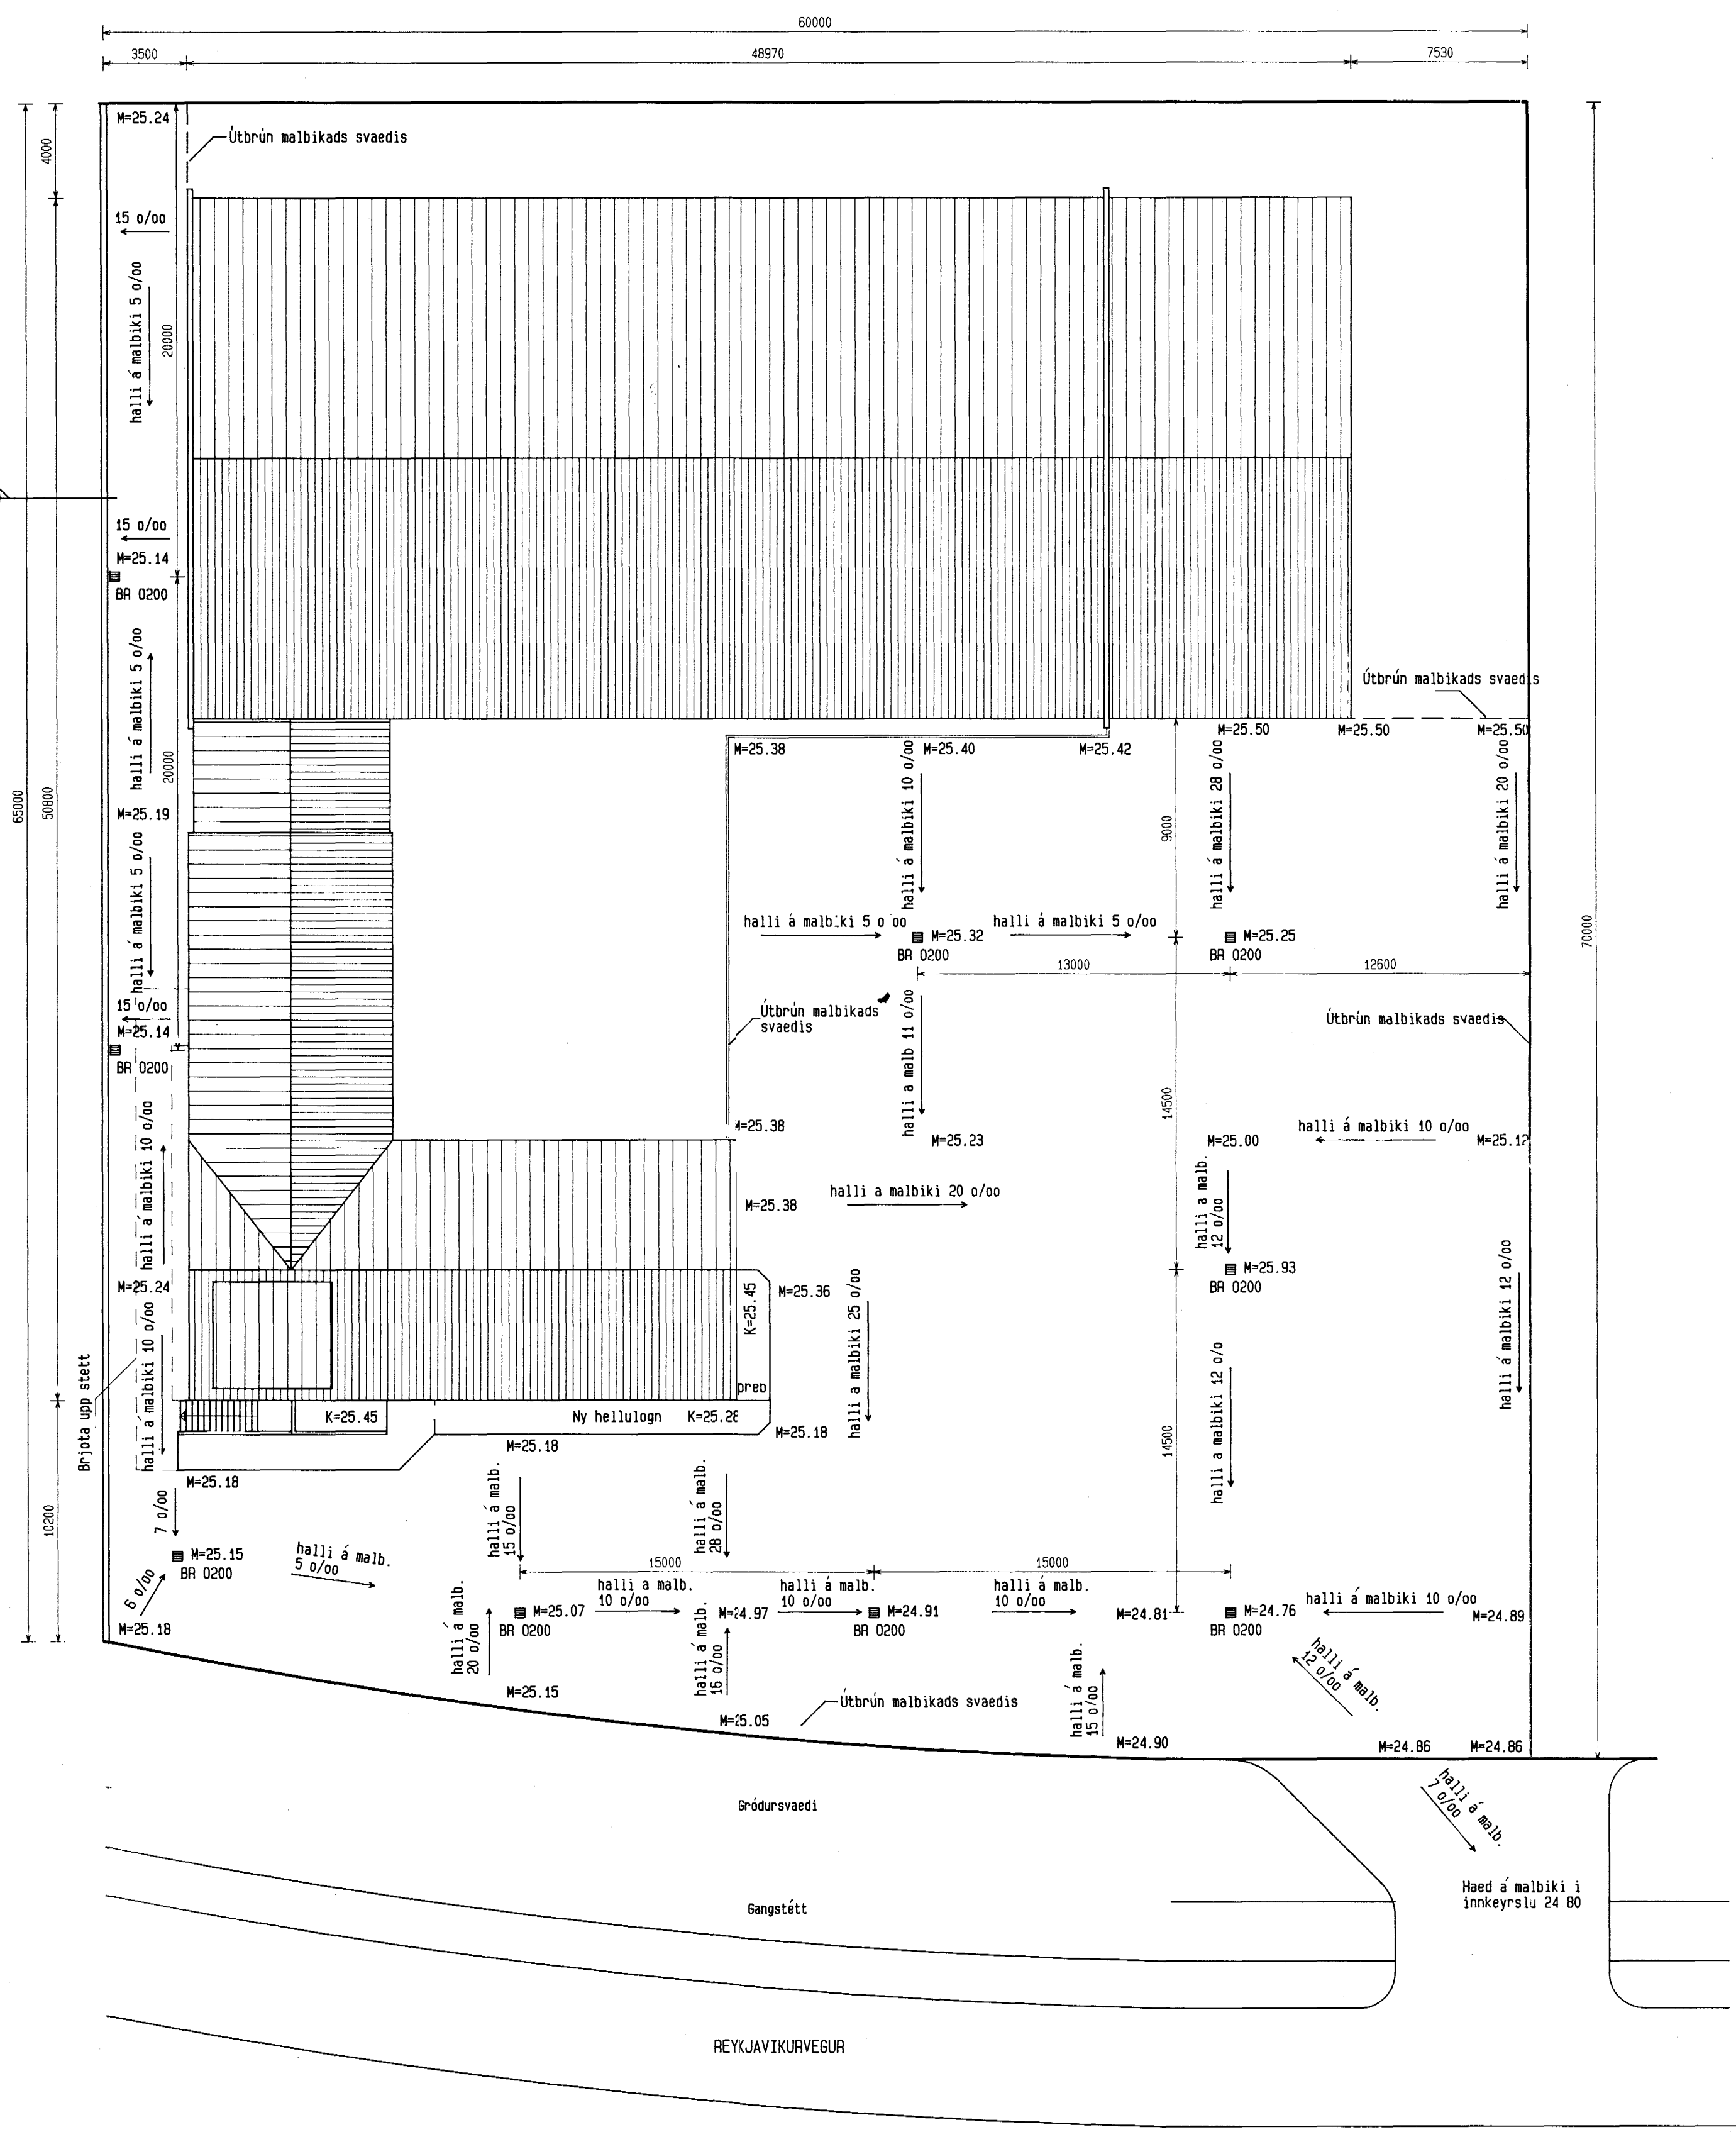 60000
3500
48970
7530
M=25.24
Útbrún malbikads svaedis
4000
15 o/oo
halli á malbiki 5 o/oo
20000
15 o/oo
M=25.14
BR 0200
halli á malbiki 5 o/oo
20000
Útbrún malbikads svaedis
M=25.50
M=25.50
M=25.50
M=25.38
M=25.40
M=25.42
halli á malbiki 10 o/oo
halli á malbiki 28 o/oo
halli á malbiki 20 o/oo
65000
50800
70000
M=25.19
9000
halli á malbiki 5 o/oo
halli á malbiki 5 o oo
M=25.32
BR 0200
halli á malbiki 5 o/oo
M=25.25
BR 0200
13000
12600
15 o/oo
M=25.14
BR 0200
Útbrún malbikads
svaedis
halli a malb 11 o/oo
Útbrún malbikads svaedis
14500
halli á malbiki 10 o/oo
M=25.38
M=25.23
M=25.00
halli á malbiki 10 o/oo
M=25.12
M=25.38
halli a malbiki 20 o/oo
halli a malb.
12 o/oo
M=25.24
K=25.45
M=25.36
M=25.93
BR 0200
halli a malbiki 25 o/oo
halli á malbiki 12 o/oo
halli á malbiki 10 o/oo
Brjota upp stett
prep
K=25.45
Ny hellulogn
K=25.28
M=25.18
M=25.18
halli a malbiki 12 o/o
14500
10200
M=25.18
7 o/oo
halli á malb.
15 o/oo
halli á malb.
28 o/oo
M=25.15
BR 0200
halli á malb.
5 o/oo
15000
15000
6 o/oo
M=25.18
halli á malb.
20 o/oo
M=25.07
BR 0200
halli a malb.
10 o/oo
M=24.97
halli á malb.
10 o/oo
M=24.91
BR 0200
halli á malb.
10 o/oo
M=24.81
M=24.76
BR 0200
halli á malbiki 10 o/oo
M=24.89
halli á malb.
16 o/oo
halli á malb.
15 o/oo
halli á malb.
12 o/oo
M=25.15
M=25.05
Útbrún malbikads svaedis
M=24.90
M=24.86
M=24.86
halli á malb.
7 o/oo
Gródursvaedi
Haed á malbiki i
innkeyrslu 24 80
Gangstétt
REYKJAVIKURVEGUR